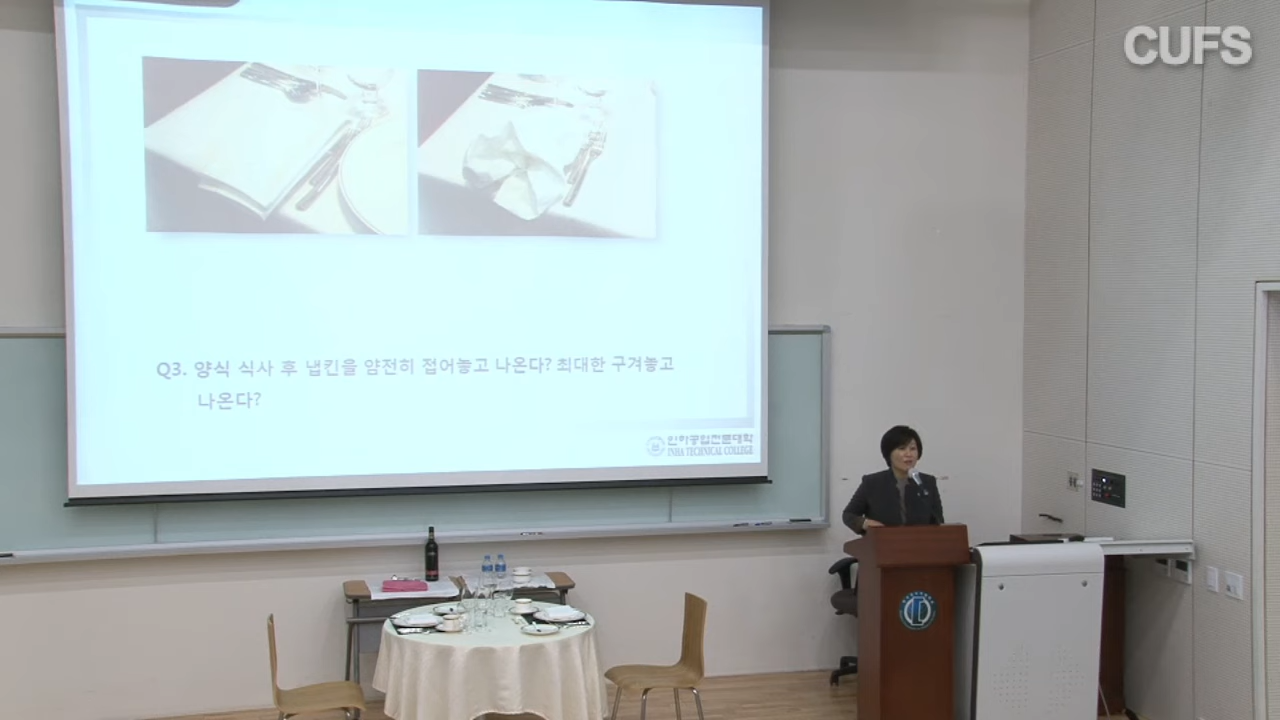 CUFS
Q3. 양식 식사 후 냅킨을 얌전히 접어놓고 나온다? 최대한 구겨놓고
나온다?
인하공업전문대학
INHA TECHNICAL COLLEGE